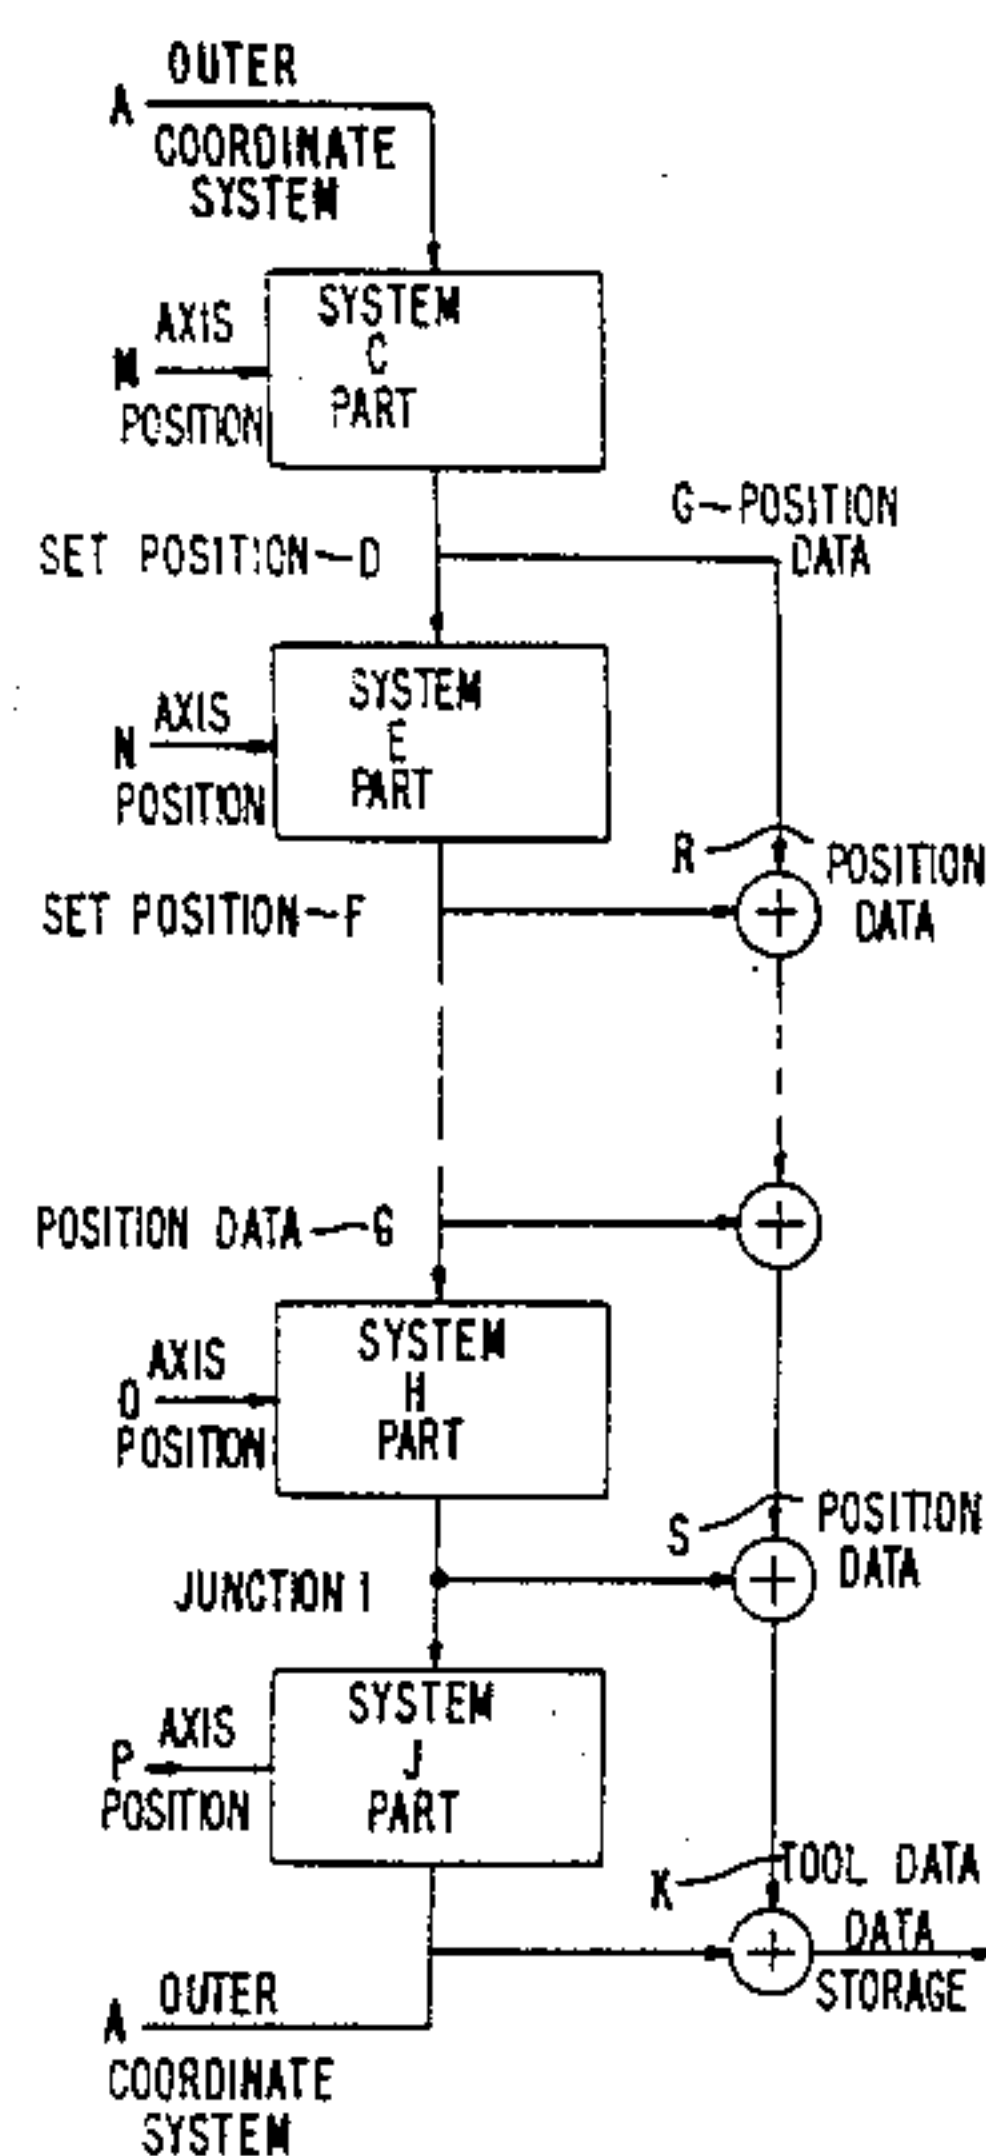 OUTER
A
COORDINATE
SYSTEM
SYSTEM
C
PART
AXIS
M
POSITION
G-POSITION
DATA
SET POSITION-D
SYSTEM
E
PART
AXIS
N
POSITION
R
POSITION
DATA
SET POSITION-F
+
+
POSITION DATA-G
SYSTEM
H
PART
AXIS
O
POSITION
S
POSITION
DATA
JUNCTION I
+
SYSTEM
J
PART
AXIS
P
POSITION
K
TOOL DATA
+
DATA
STORAGE
OUTER
A
COORDINATE
SYSTEM